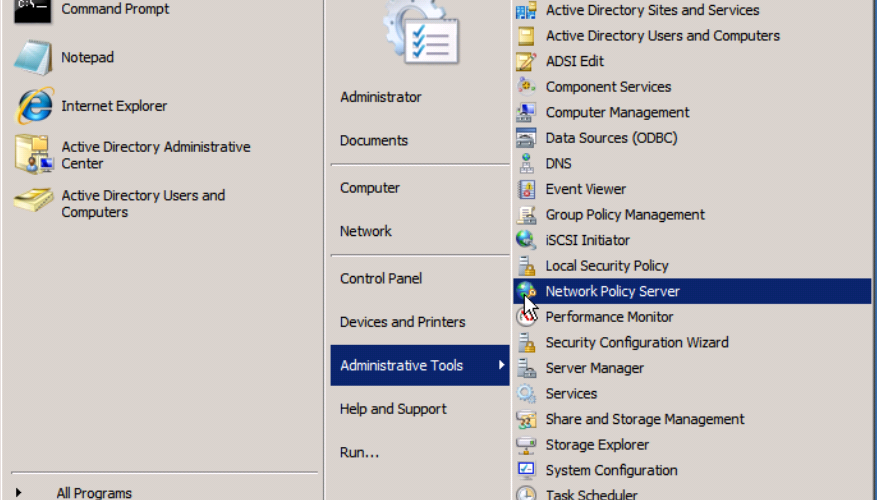 Command Prompt
Notepad
Internet Explorer
Active Directory Administrative
Center
Active Directory Users and
Computers
All Programs
Administrator
Documents
Computer
Network
Control Panel
Devices and Printers
Administrative Tools
Help and Support
Run...
Active Directory Sites and Services
Active Directory Users and Computers
ADSI Edit
Component Services
Computer Management
Data Sources (ODBC)
DNS
Event Viewer
Group Policy Management
iSCSI Initiator
Local Security Policy
Network Policy Server
Performance Monitor
Security Configuration Wizard
Server Manager
Services
Share and Storage Management
Storage Explorer
System Configuration
Task Scheduler